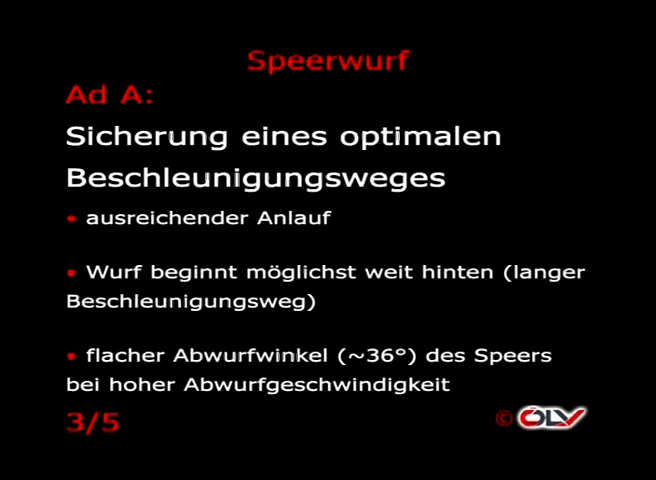 Speerwurf
Ad A:
Sicherung eines optimalen
Beschleunigungsweges
• ausreichender Anlauf
• Wurf beginnt möglichst weit hinten (langer
Beschleunigungsweg)
• flacher Abwurfwinkel (~36°) des Speers
bei hoher Abwurfgeschwindigkeit
3/5
© ÖLV